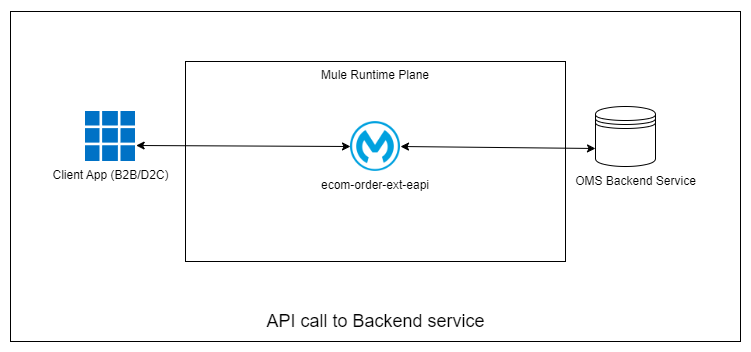 Mule Runtime Plane
Client App (B2B/D2C)
ecom-order-ext-eapi
OMS Backend Service
API call to Backend service